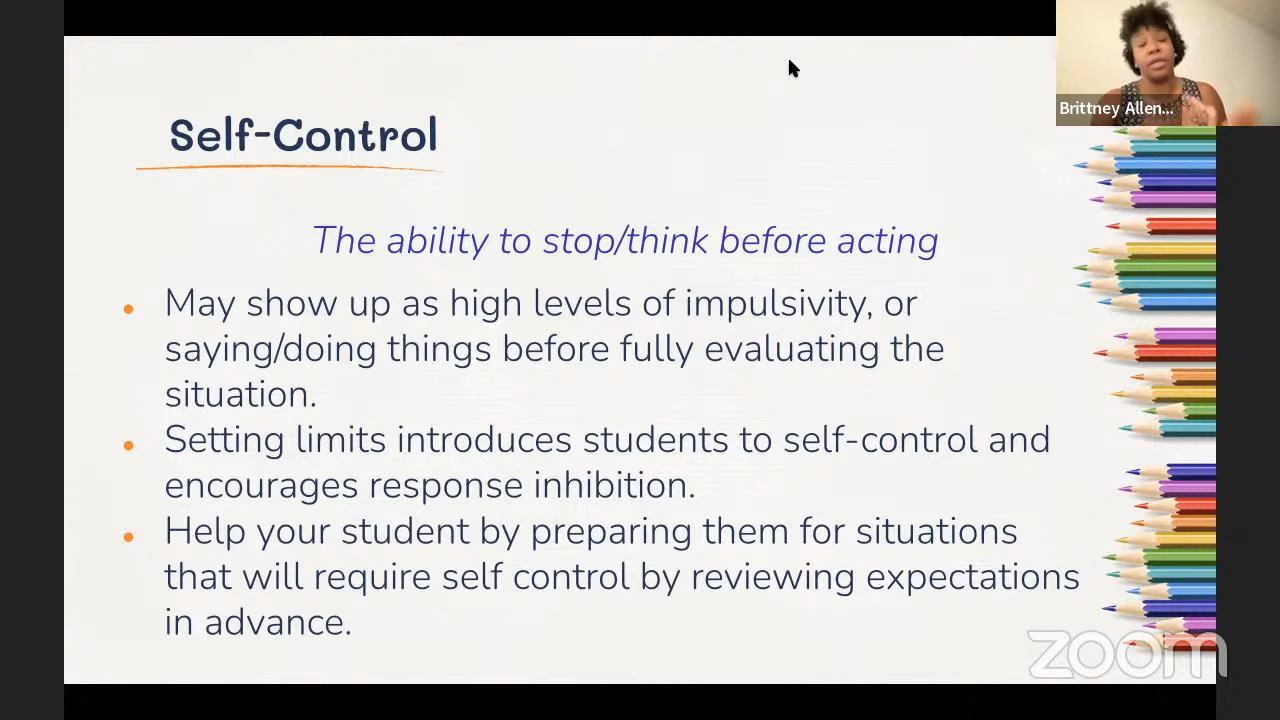 Brittney Allen...
Self-Control
The ability to stop/think before acting
• May show up as high levels of impulsivity, or
saying/doing things before fully evaluating the
situation.
• Setting limits introduces students to self-control and
encourages response inhibition.
• Help your student by preparing them for situations
that will require self control by reviewing expectations
in advance.
zoom